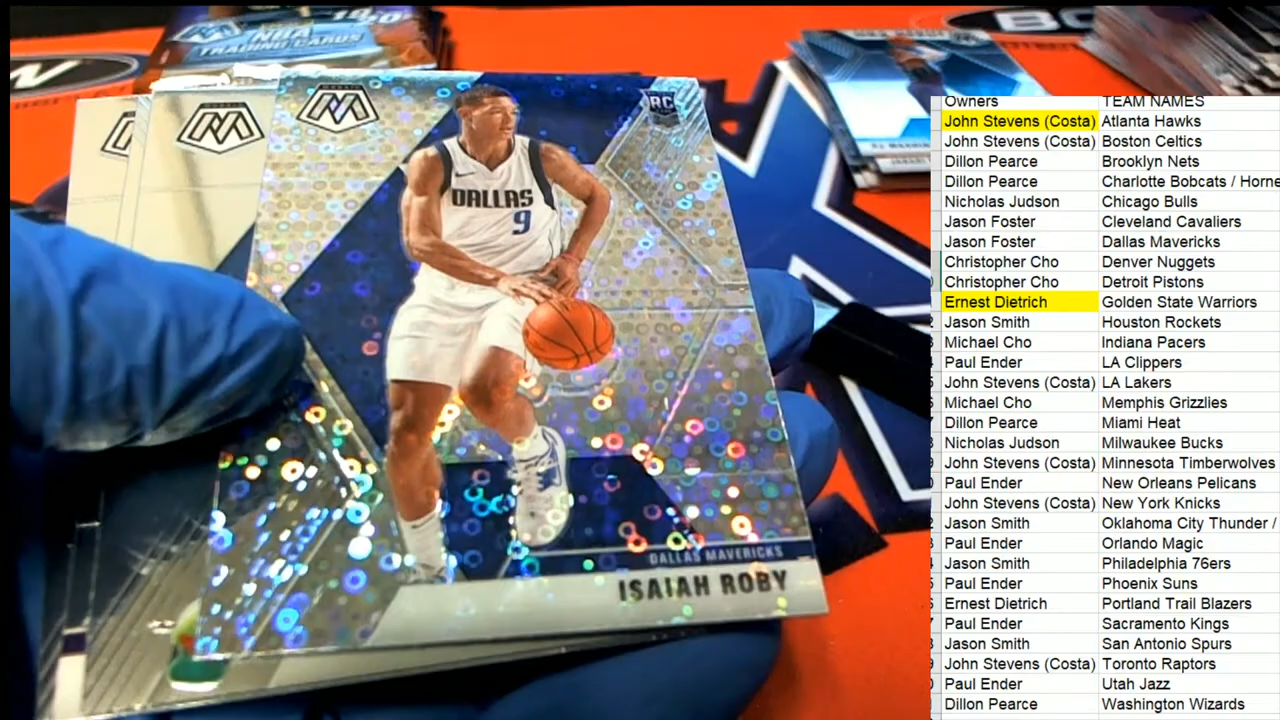 19-20
NBA
TRADING CARDS
MOSAIC
MOSAIC
RC
DALLAS
9
DALLAS MAVERICKS
ISAIAH ROBY
Owners TEAM NAMES
John Stevens (Costa) Atlanta Hawks
John Stevens (Costa) Boston Celtics
Dillon Pearce Brooklyn Nets
Dillon Pearce Charlotte Bobcats / Horne
Nicholas Judson Chicago Bulls
Jason Foster Cleveland Cavaliers
Jason Foster Dallas Mavericks
Christopher Cho Denver Nuggets
Christopher Cho Detroit Pistons
Ernest Dietrich Golden State Warriors
Jason Smith Houston Rockets
Michael Cho Indiana Pacers
Paul Ender LA Clippers
John Stevens (Costa) LA Lakers
Michael Cho Memphis Grizzlies
Dillon Pearce Miami Heat
Nicholas Judson Milwaukee Bucks
John Stevens (Costa) Minnesota Timberwolves
Paul Ender New Orleans Pelicans
John Stevens (Costa) New York Knicks
Jason Smith Oklahoma City Thunder /
Paul Ender Orlando Magic
Jason Smith Philadelphia 76ers
Paul Ender Phoenix Suns
Ernest Dietrich Portland Trail Blazers
Paul Ender Sacramento Kings
Jason Smith San Antonio Spurs
John Stevens (Costa) Toronto Raptors
Paul Ender Utah Jazz
Dillon Pearce Washington Wizards